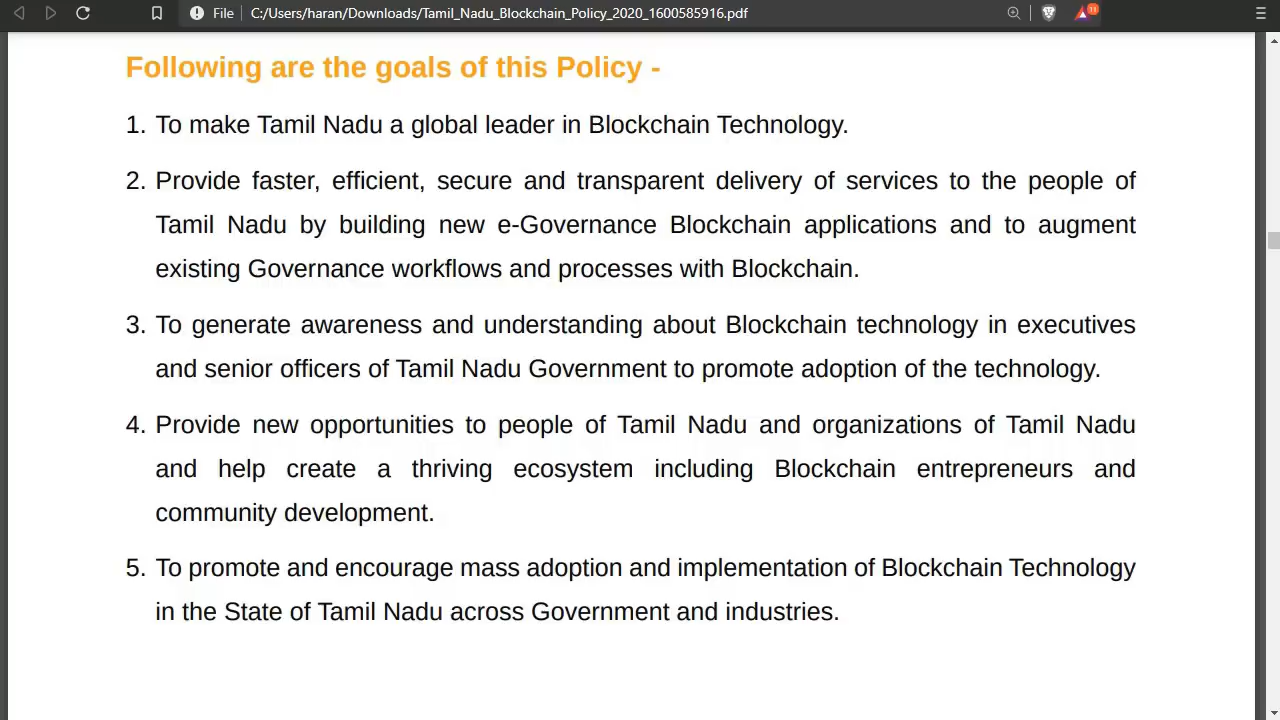 File C:/Users/haran/Downloads/Tamil_Nadu_Blockchain_Policy_2020_1600585916.pdf 11
Following are the goals of this Policy -
1. To make Tamil Nadu a global leader in Blockchain Technology.
2. Provide faster, efficient, secure and transparent delivery of services to the people of
Tamil Nadu by building new e-Governance Blockchain applications and to augment
existing Governance workflows and processes with Blockchain.
3. To generate awareness and understanding about Blockchain technology in executives
and senior officers of Tamil Nadu Government to promote adoption of the technology.
4. Provide new opportunities to people of Tamil Nadu and organizations of Tamil Nadu
and help create a thriving ecosystem including Blockchain entrepreneurs and
community development.
5. To promote and encourage mass adoption and implementation of Blockchain Technology
in the State of Tamil Nadu across Government and industries.